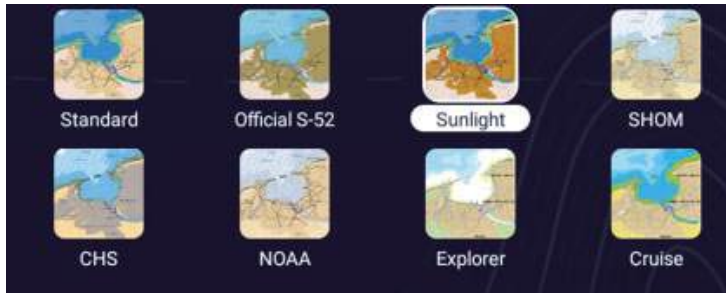 Standard
Official S-52
Sunlight
SHOM
CHS
NOAA
Explorer
Cruise